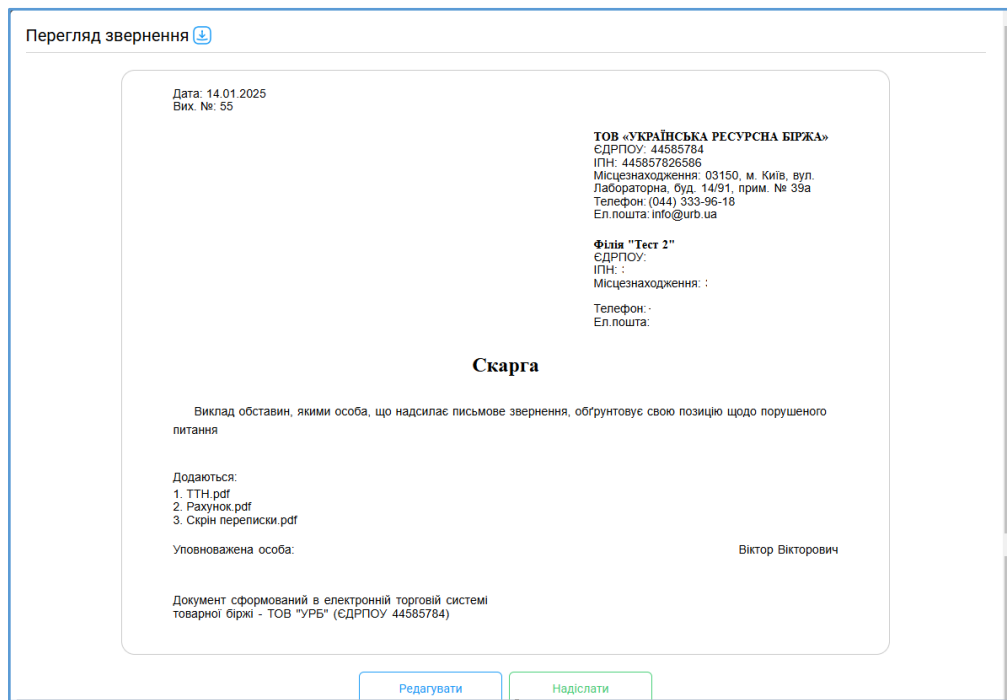 Перегляд звернення
Дата: 14.01.2025
Вих. №: 55
ТОВ «УКРАЇНСЬКА РЕСУРСНА БІРЖА»
ЄДРПОУ: 44585784
ІПН: 445857826586
Місцезнаходження: 03150, м. Київ, вул.
Лабораторна, буд. 14/91, прим. № 39а
Телефон: (044) 333-96-18
Ел.пошта: info@urb.ua
Філія "Тест 2"
ЄДРПОУ:
ІПН: :
Місцезнаходження: :
Телефон: ·
Ел.пошта:
Скарга
Виклад обставин, якими особа, що надсилає письмове звернення, обґрунтовує свою позицію щодо порушеного
питання
Додаються:
1. ТТН.pdf
2. Рахунок.pdf
3. Скрін переписки.pdf
Уповноважена особа: Віктор Вікторович
Документ сформований в електронній торговій системі
товарної біржі - ТОВ "УРБ" (ЄДРПОУ 44585784)
Редагувати Надіслати